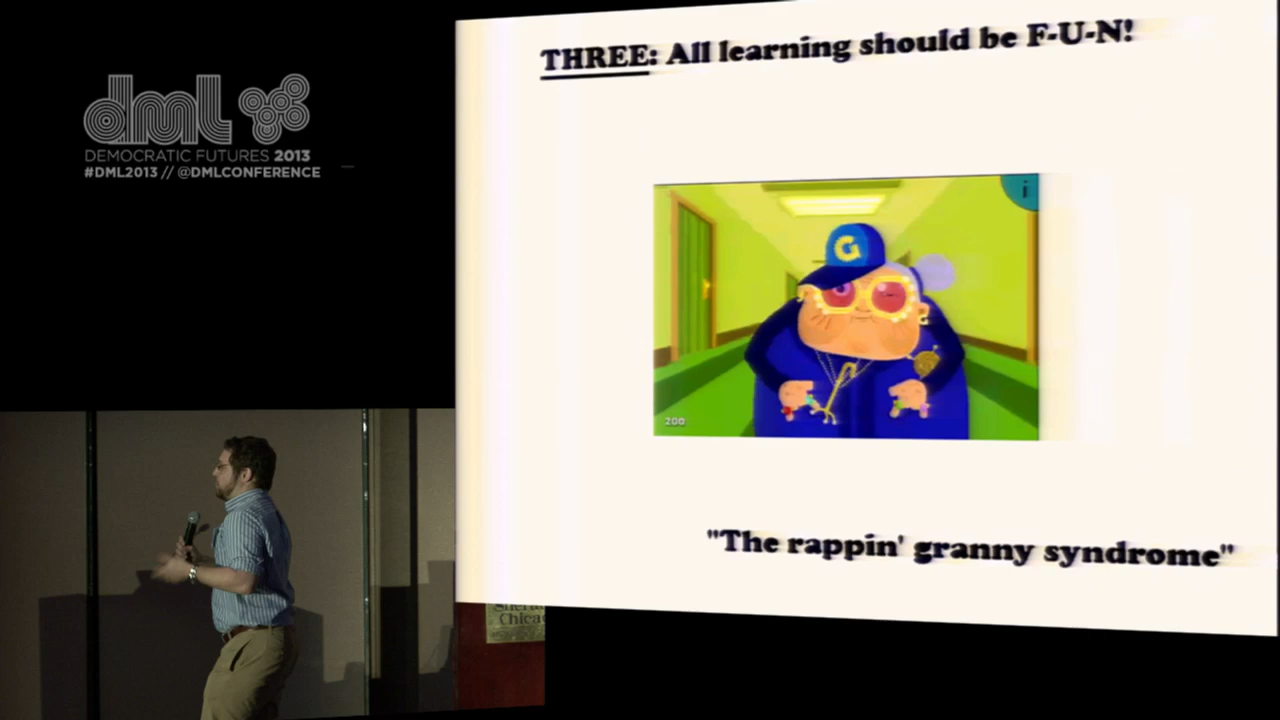 dml
DEMOCRATIC FUTURES 2013
#DML2013 // @DMLCONFERENCE
THREE: All learning should be F-U-N!
i
G
200
"The rappin' granny syndrome"